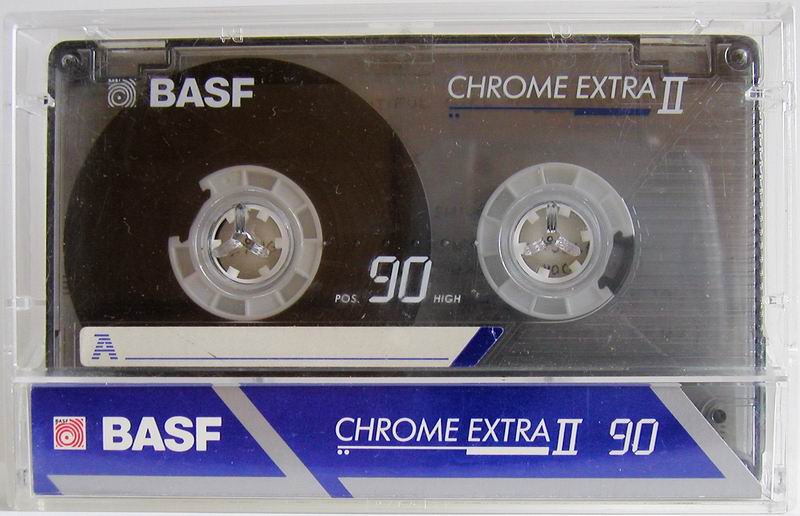 BASF CHROME EXTRA II
POS. 90 HIGH
A
BASF CHROME EXTRA II 90